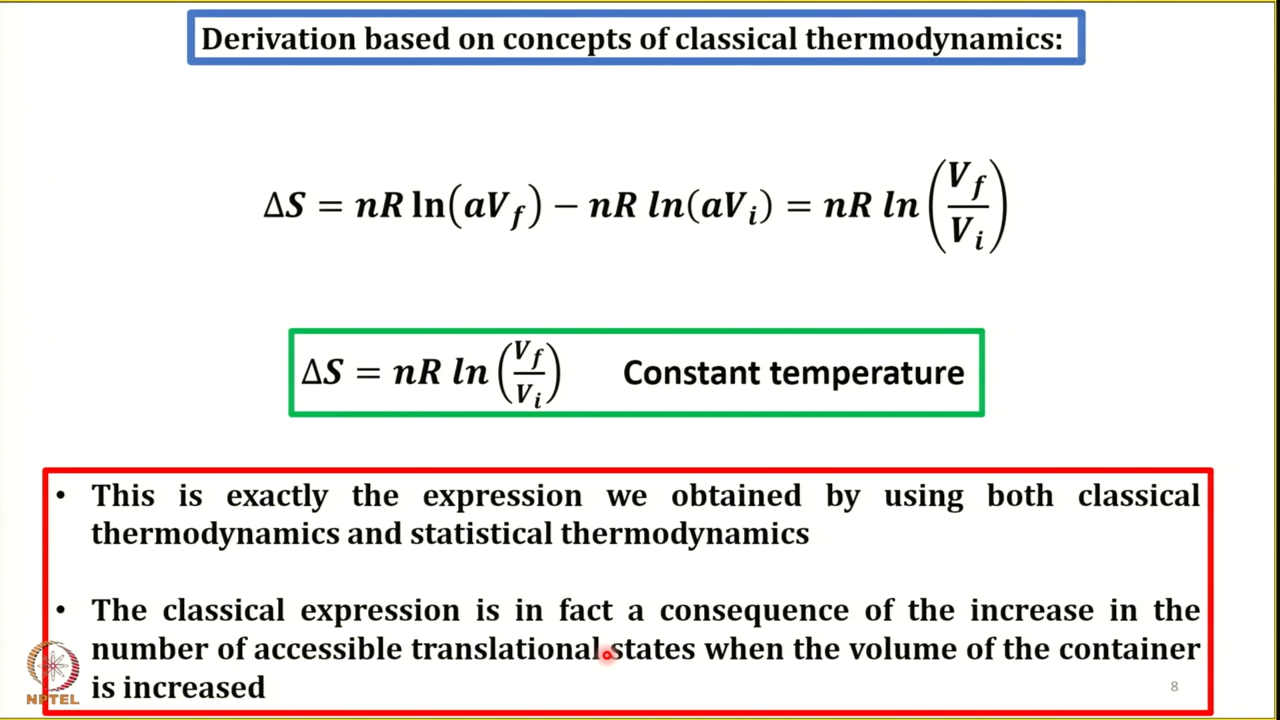 Derivation based on concepts of classical thermodynamics:
ΔS = nR ln(aV_f) − nR ln(aV_i) = nR ln(V_f/V_i)
ΔS = nR ln(V_f/V_i) Constant temperature
• This is exactly the expression we obtained by using both classical
thermodynamics and statistical thermodynamics
• The classical expression is in fact a consequence of the increase in the
number of accessible translational states when the volume of the container
is increased
NPTEL
8